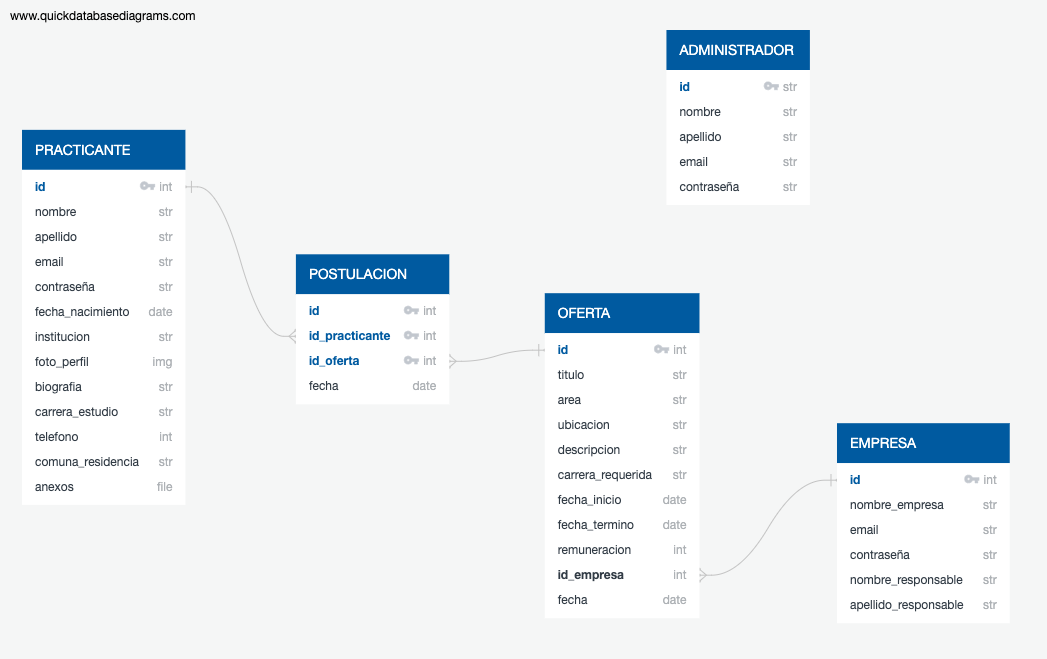 www.quickdatabasediagrams.com
ADMINISTRADOR
id str
nombre str
apellido str
email str
contraseña str
PRACTICANTE
id int
nombre str
apellido str
email str
contraseña str
fecha_nacimiento date
institucion str
foto_perfil img
biografia str
carrera_estudio str
telefono int
comuna_residencia str
anexos file
POSTULACION
id int
id_practicante int
id_oferta int
fecha date
OFERTA
id int
titulo str
area str
ubicacion str
descripcion str
carrera_requerida str
fecha_inicio date
fecha_termino date
remuneracion int
id_empresa int
fecha date
EMPRESA
id int
nombre_empresa str
email str
contraseña str
nombre_responsable str
apellido_responsable str